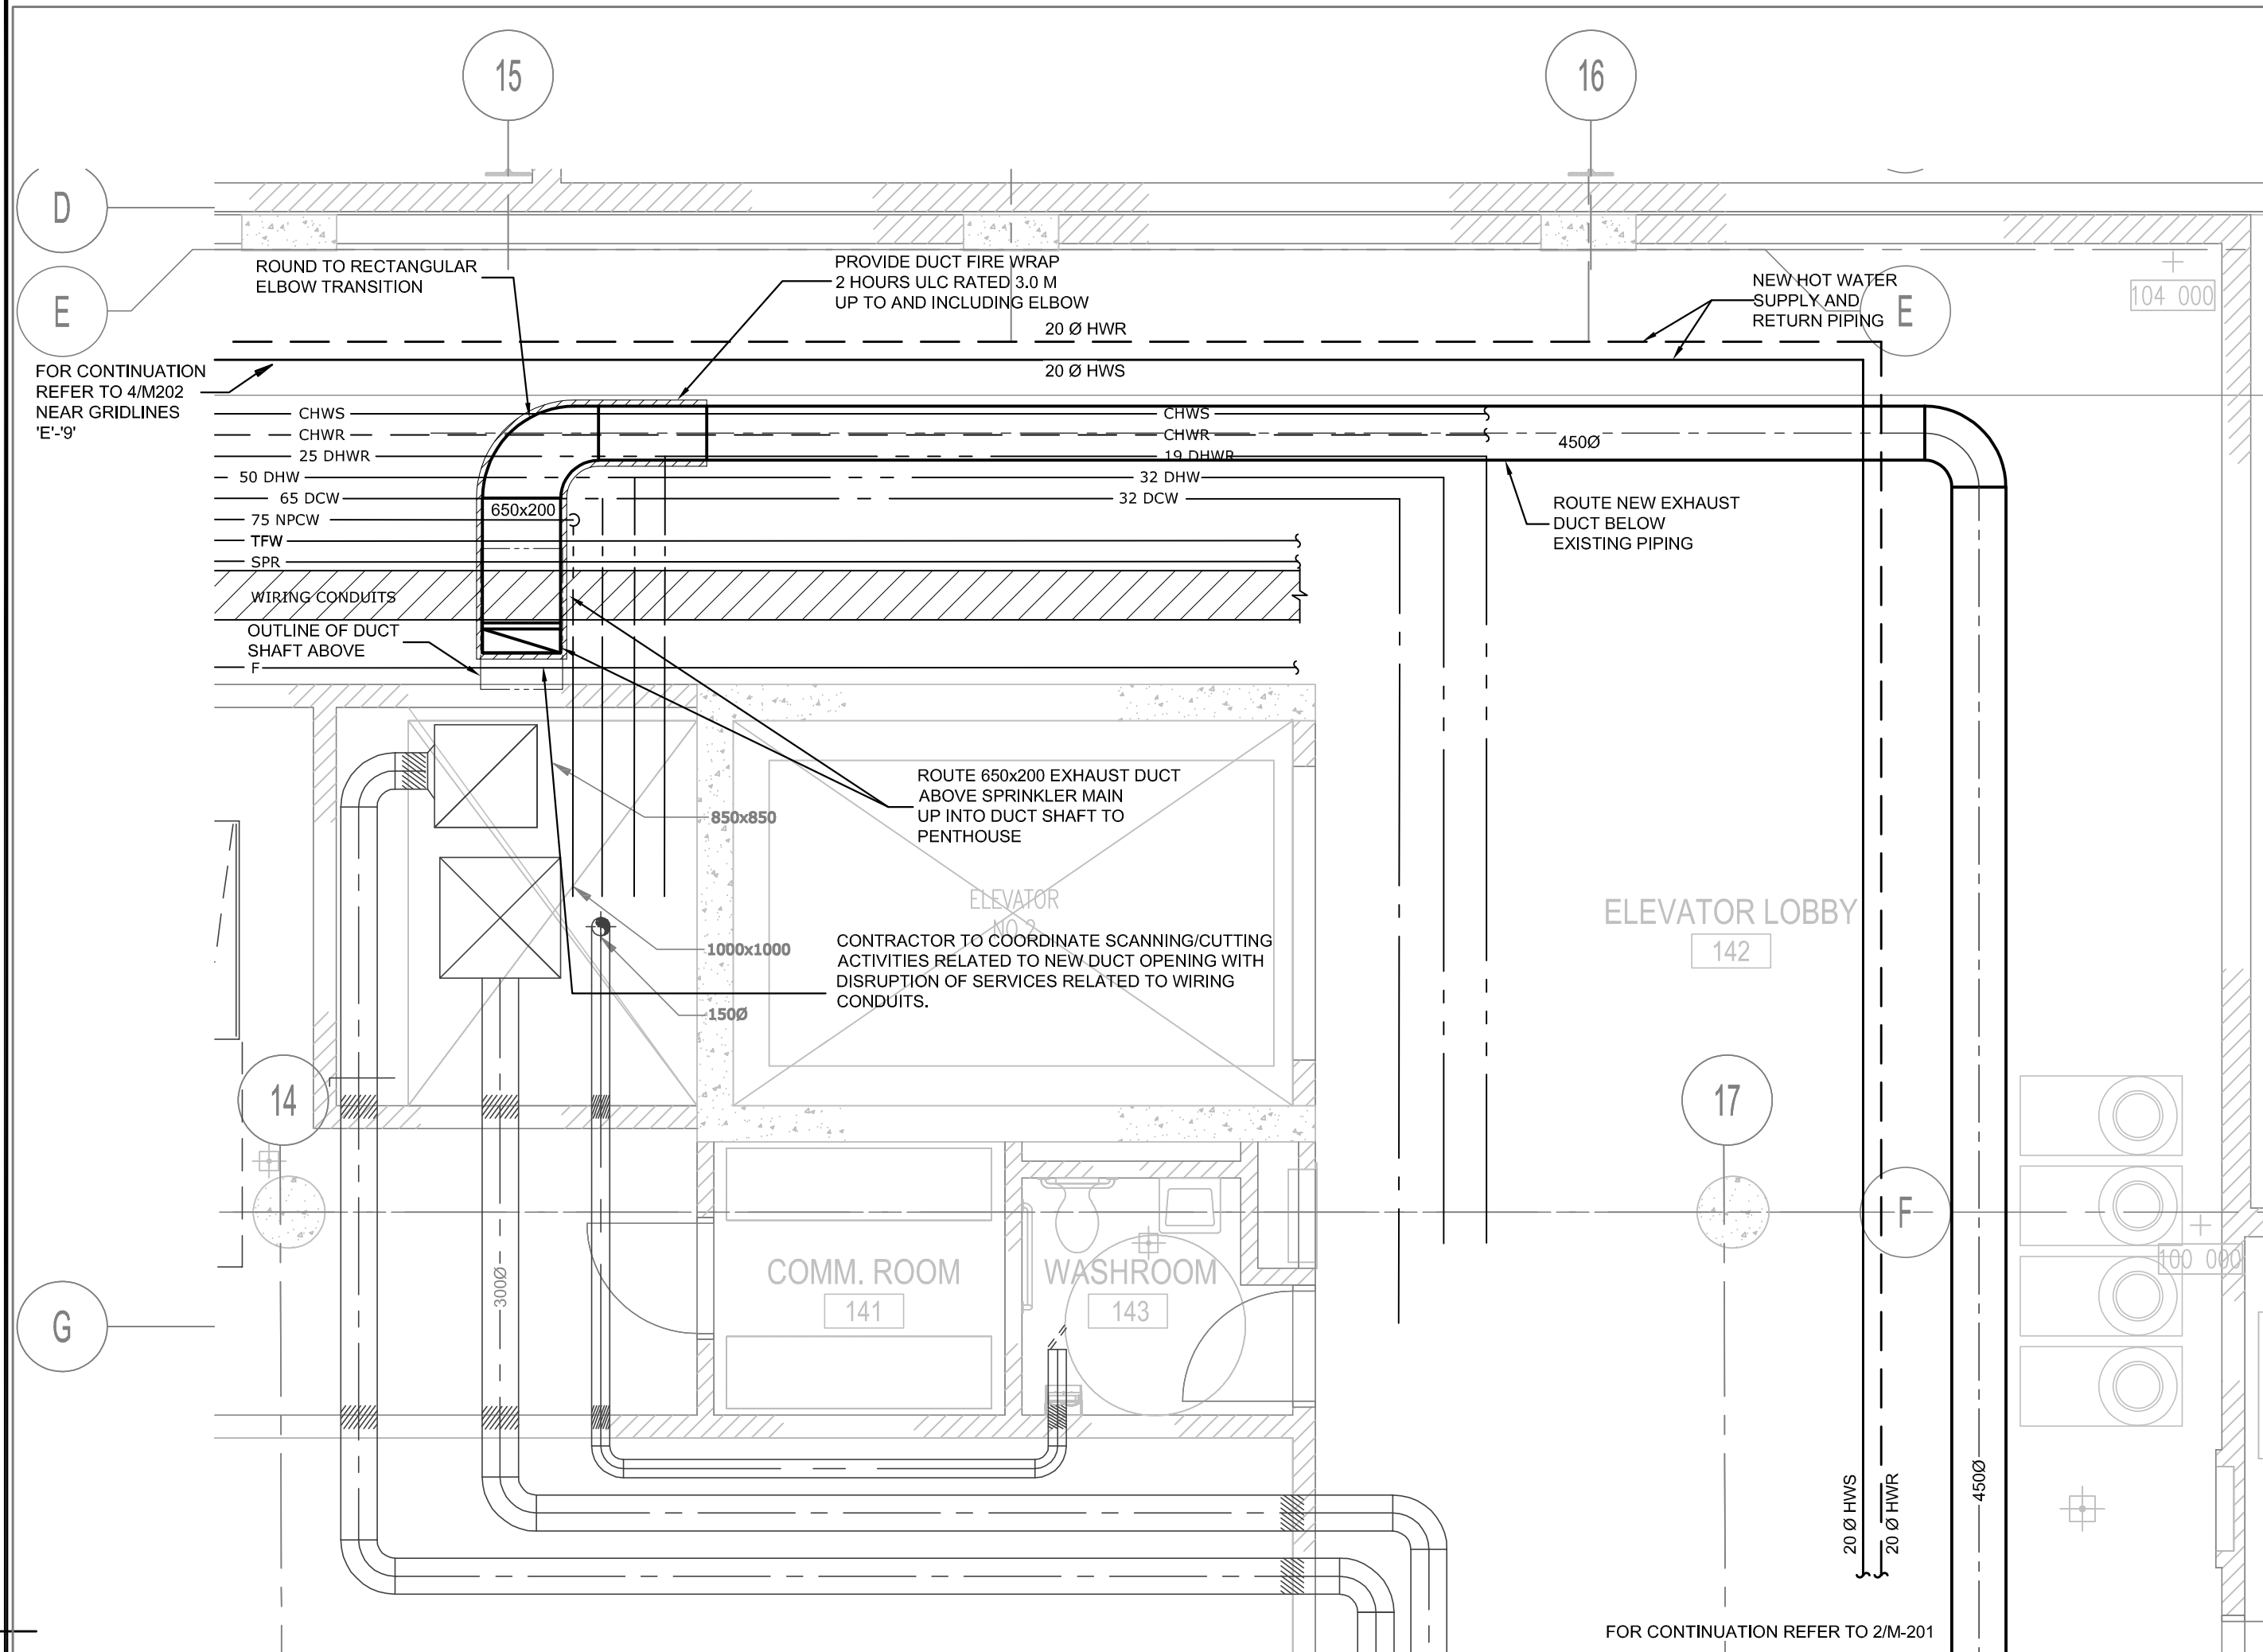 15
16
D
E
ROUND TO RECTANGULAR
ELBOW TRANSITION
PROVIDE DUCT FIRE WRAP
2 HOURS ULC RATED 3.0 M
UP TO AND INCLUDING ELBOW
NEW HOT WATER
SUPPLY AND
RETURN PIPING
E
104 000
20 Ø HWR
20 Ø HWS
FOR CONTINUATION
REFER TO 4/M202
NEAR GRIDLINES
'E'-'9'
CHWS
CHWS
CHWR
CHWR
450Ø
25 DHWR
19 DHWR
50 DHW
32 DHW
65 DCW
32 DCW
650x200
75 NPCW
TFW
SPR
ROUTE NEW EXHAUST
DUCT BELOW
EXISTING PIPING
WIRING CONDUITS
OUTLINE OF DUCT
SHAFT ABOVE
F
ROUTE 650x200 EXHAUST DUCT
ABOVE SPRINKLER MAIN
UP INTO DUCT SHAFT TO
PENTHOUSE
850x850
ELEVATOR
NO.2
ELEVATOR LOBBY
142
1000x1000
CONTRACTOR TO COORDINATE SCANNING/CUTTING
ACTIVITIES RELATED TO NEW DUCT OPENING WITH
DISRUPTION OF SERVICES RELATED TO WIRING
CONDUITS.
150Ø
14
17
F
100 000
300Ø
COMM. ROOM
141
WASHROOM
143
G
20 Ø HWS
20 Ø HWR
450Ø
FOR CONTINUATION REFER TO 2/M-201